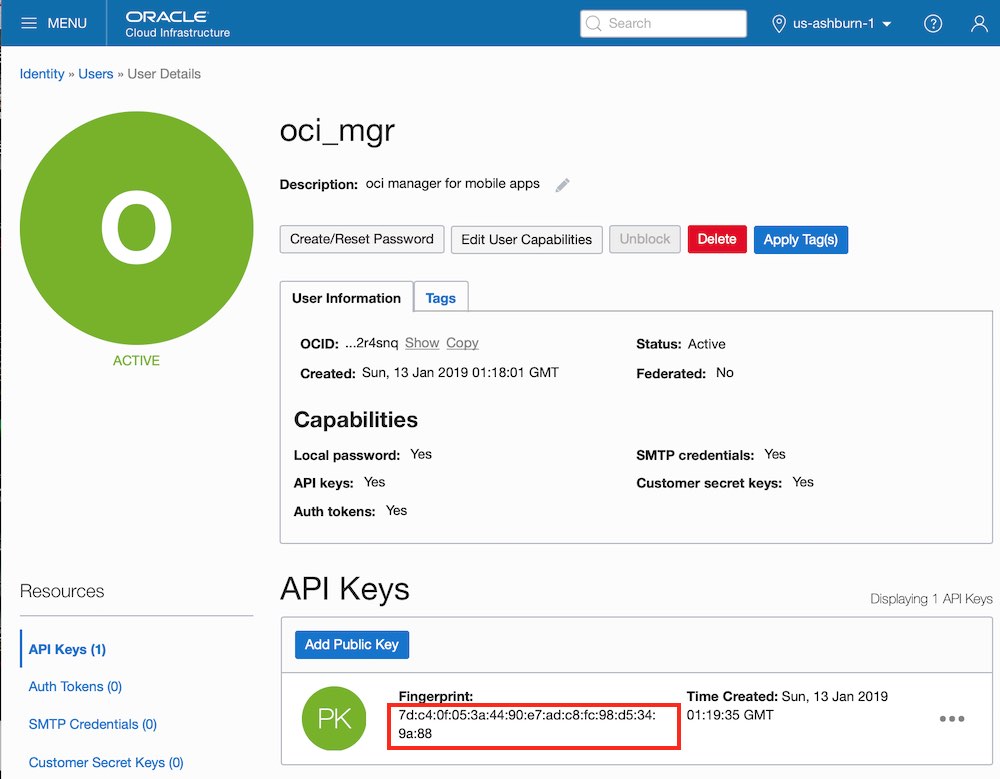 MENU
ORACLE
Cloud Infrastructure
Search
us-ashburn-1
?
Identity » Users » User Details
O
ACTIVE
oci_mgr
Description: oci manager for mobile apps
Create/Reset Password Edit User Capabilities Unblock Delete Apply Tag(s)
User Information Tags
OCID: ...2r4snq Show Copy Status: Active
Created: Sun, 13 Jan 2019 01:18:01 GMT Federated: No
Capabilities
Local password: Yes SMTP credentials: Yes
API keys: Yes Customer secret keys: Yes
Auth tokens: Yes
Resources
API Keys (1)
Auth Tokens (0)
SMTP Credentials (0)
Customer Secret Keys (0)
API Keys
Displaying 1 API Keys
Add Public Key
PK
Fingerprint:
7d:c4:0f:05:3a:44:90:e7:ad:c8:fc:98:d5:34:
9a:88
Time Created: Sun, 13 Jan 2019
01:19:35 GMT